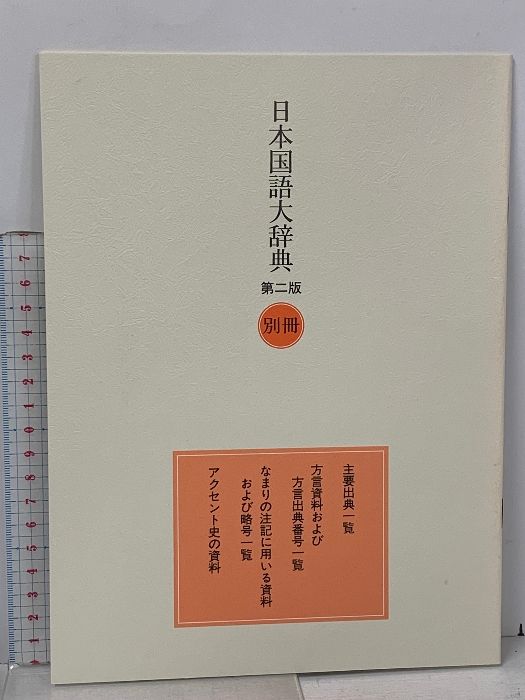 日本国語大辞典
第二版
別冊
主要出典一覧
方言資料および
方言出典番号一覧
なまりの注記に用いる資料
および略号一覧
アクセント史の資料